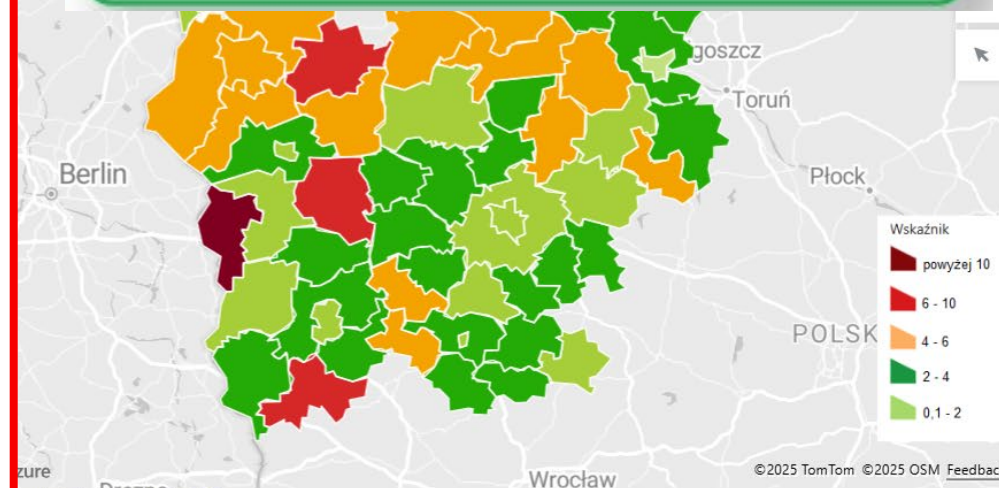 goszcz
Toruń
Berlin
Płock
Wskaźnik
powyżej 10
6 - 10
4 - 6
2 - 4
0,1 - 2
POLSK
Wrocław
zure
©2025 TomTom ©2025 OSM Feedbac